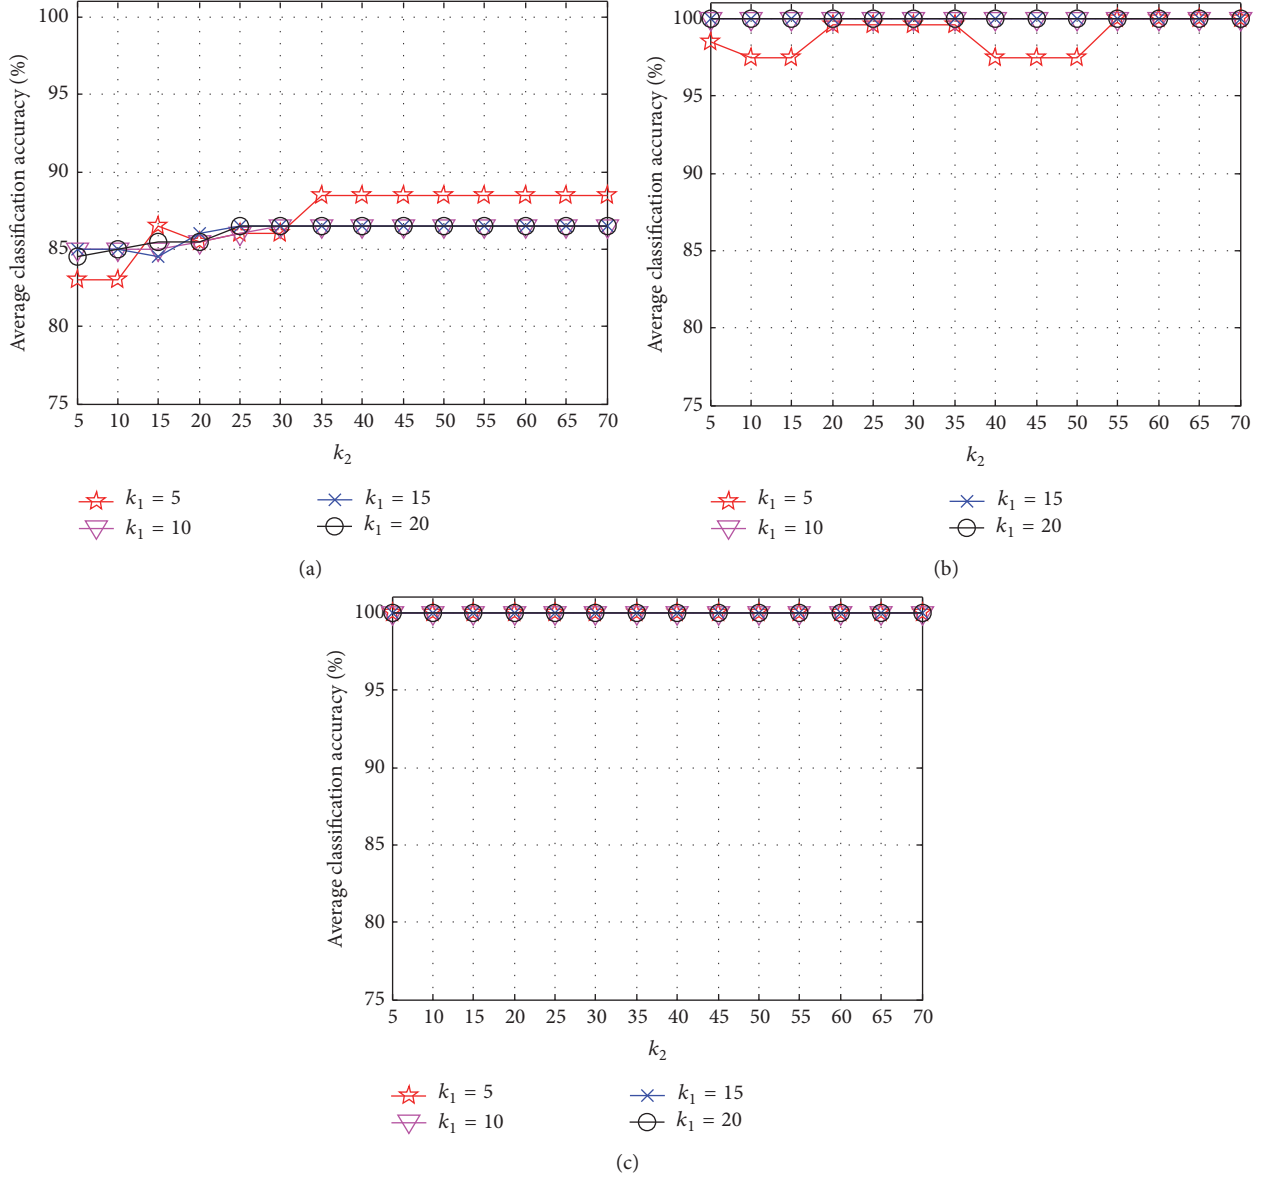 Average classification accuracy (%)
100
95
90
85
80
75
5 10 15 20 25 30 35 40 45 50 55 60 65 70
k2
k1 = 5
k1 = 15
k1 = 10
k1 = 20
(a)
Average classification accuracy (%)
100
95
90
85
80
75
5 10 15 20 25 30 35 40 45 50 55 60 65 70
k2
k1 = 5
k1 = 15
k1 = 10
k1 = 20
(b)
Average classification accuracy (%)
100
95
90
85
80
75
5 10 15 20 25 30 35 40 45 50 55 60 65 70
k2
k1 = 5
k1 = 15
k1 = 10
k1 = 20
(c)